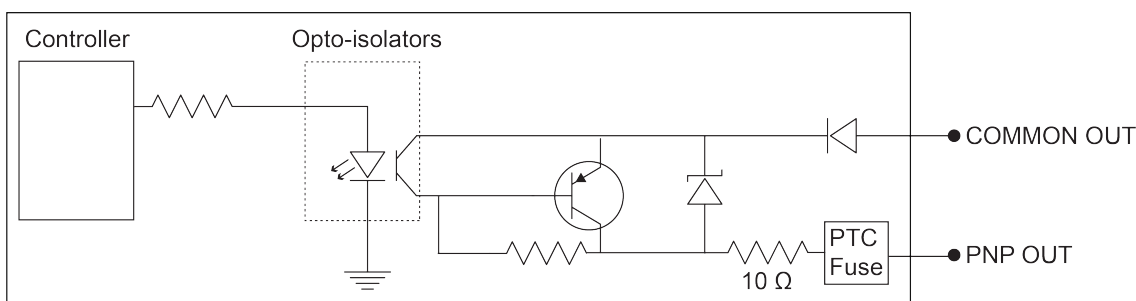 Controller
Opto-isolators
COMMON OUT
PTC
Fuse
PNP OUT
10 Ω